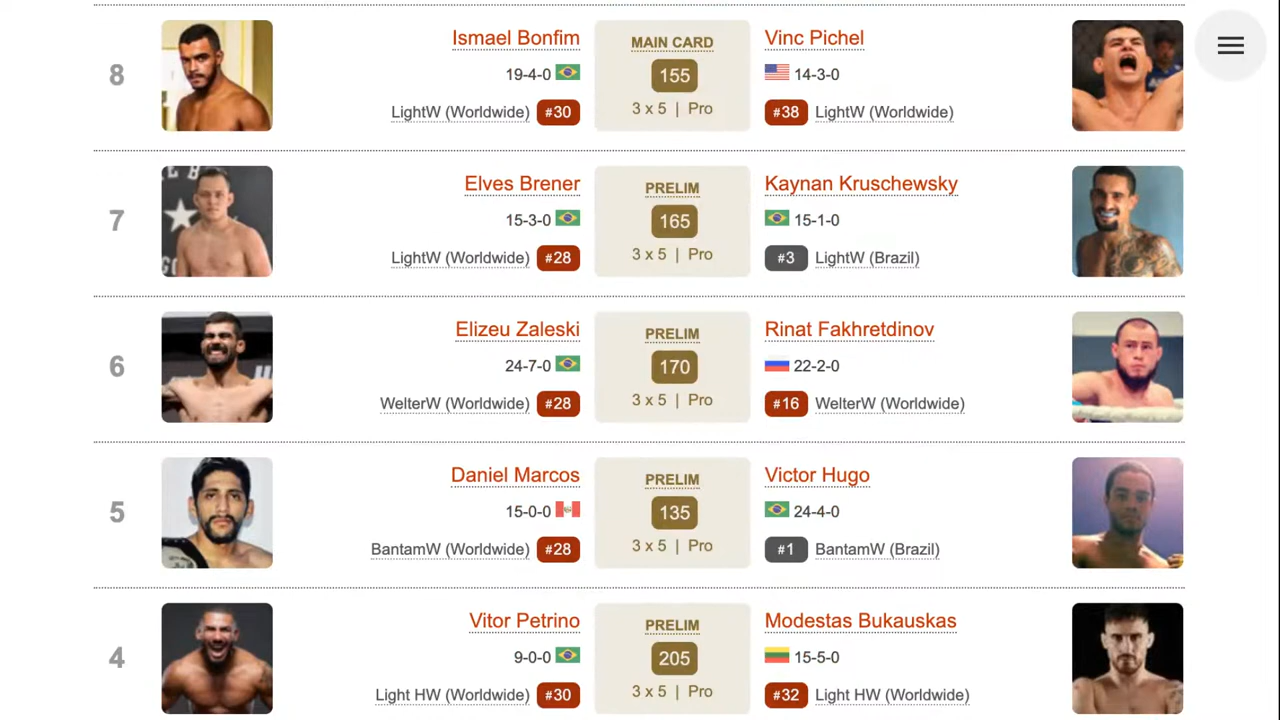 8
Ismael Bonfim
19-4-0
LightW (Worldwide) #30
MAIN CARD
155
3 x 5 | Pro
Vinc Pichel
14-3-0
#38 LightW (Worldwide)
7
Elves Brener
15-3-0
LightW (Worldwide) #28
PRELIM
165
3 x 5 | Pro
Kaynan Kruschewsky
15-1-0
#3 LightW (Brazil)
6
Elizeu Zaleski
24-7-0
WelterW (Worldwide) #28
PRELIM
170
3 x 5 | Pro
Rinat Fakhretdinov
22-2-0
#16 WelterW (Worldwide)
5
Daniel Marcos
15-0-0
BantamW (Worldwide) #28
PRELIM
135
3 x 5 | Pro
Victor Hugo
24-4-0
#1 BantamW (Brazil)
4
Vitor Petrino
9-0-0
Light HW (Worldwide) #30
PRELIM
205
3 x 5 | Pro
Modestas Bukauskas
15-5-0
#32 Light HW (Worldwide)